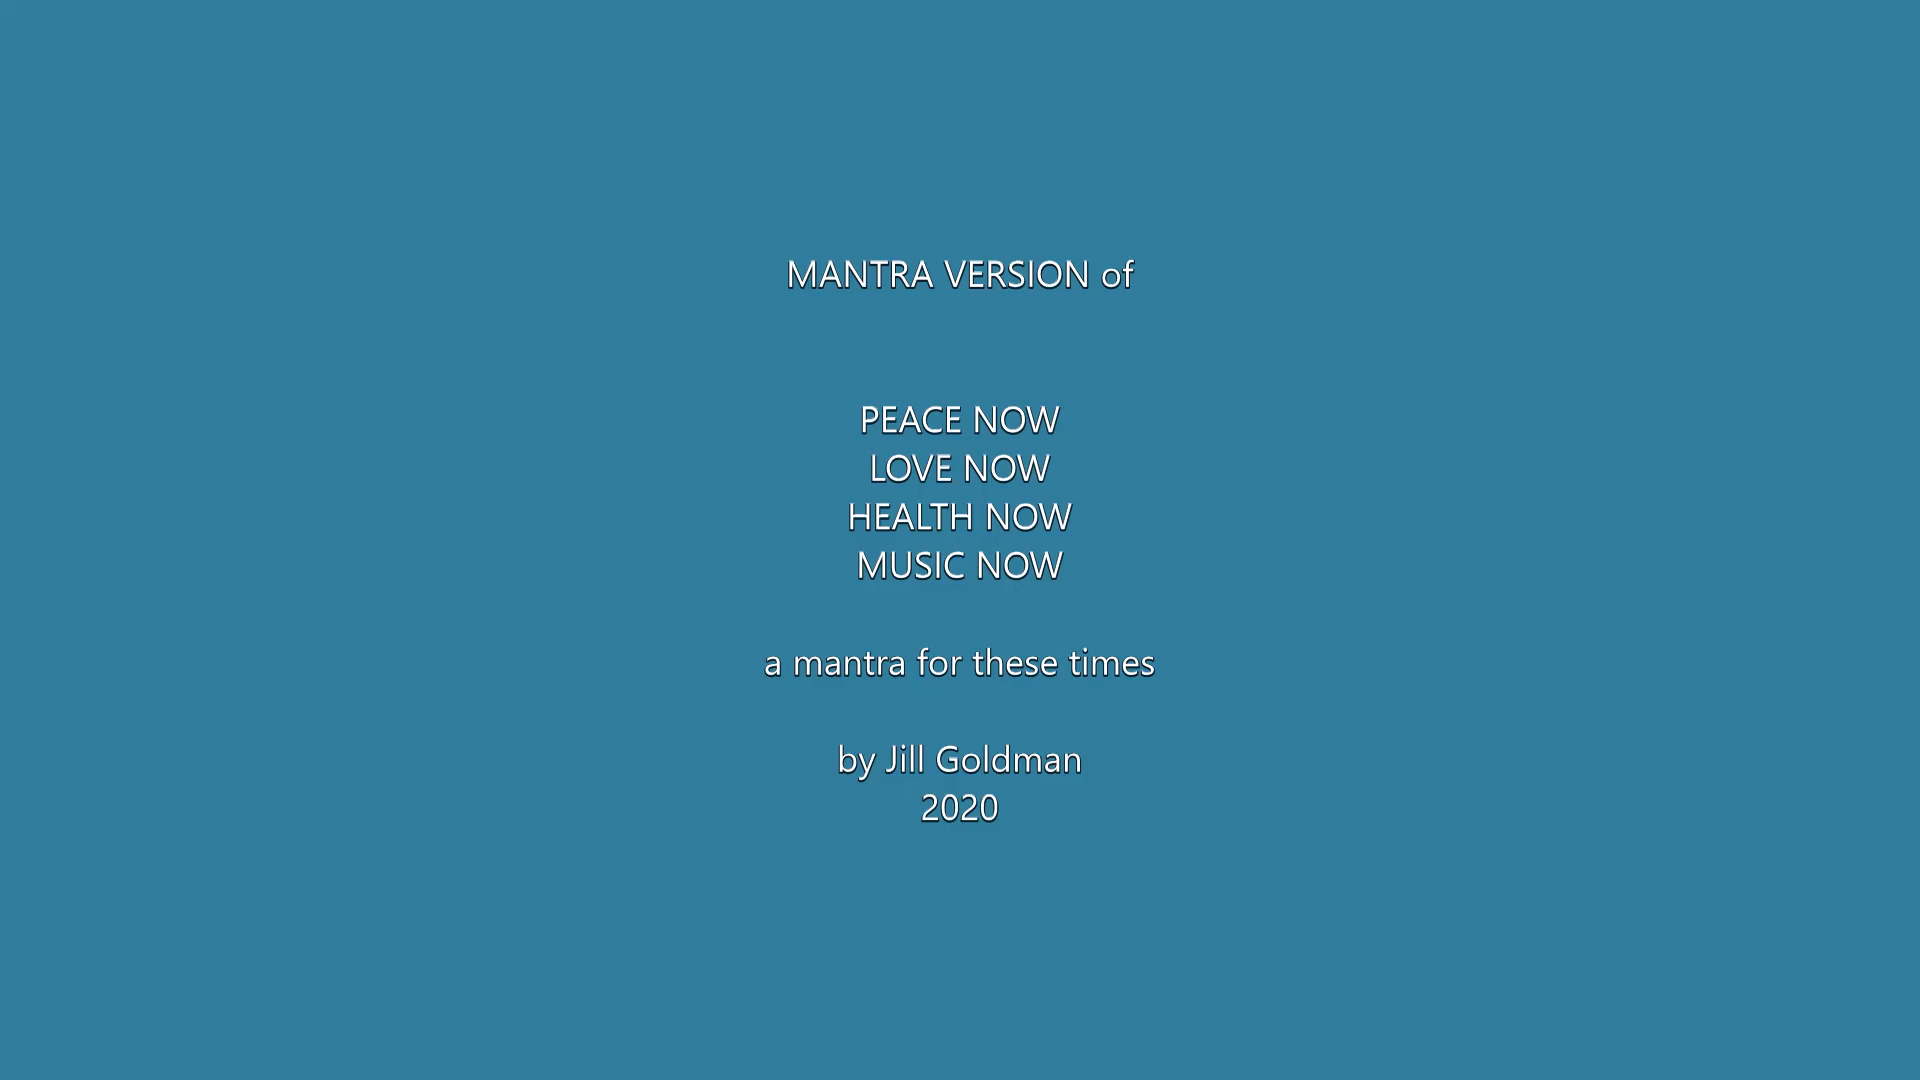 MANTRA VERSION of
PEACE NOW
LOVE NOW
HEALTH NOW
MUSIC NOW
a mantra for these times
by Jill Goldman
2020